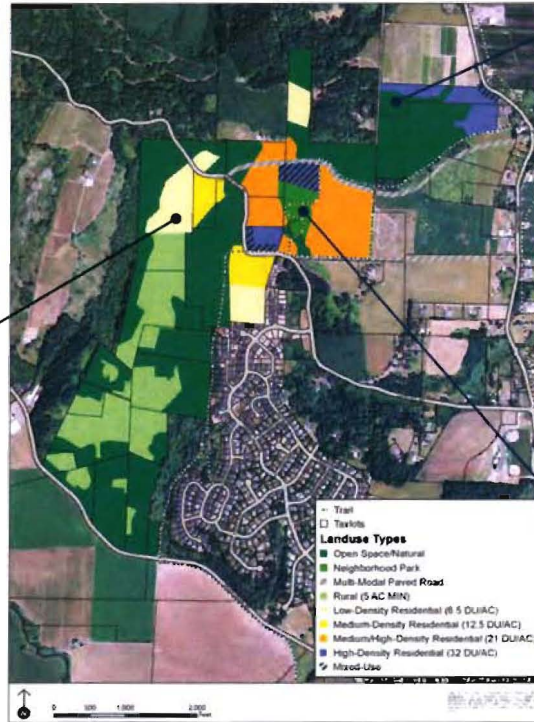 Trail
Taxlots
Landuse Types
Open Space/Natural
Neighborhood Park
Multi-Modal Paved Road
Rural (5 AC MIN)
Low-Density Residential (8.5 DU/AC)
Medium-Density Residential (12.5 DU/AC)
Medium/High-Density Residential (21 DU/AC)
High-Density Residential (32 DU/AC)
Mixed-Use
0 500 1,000 2,000
Feet